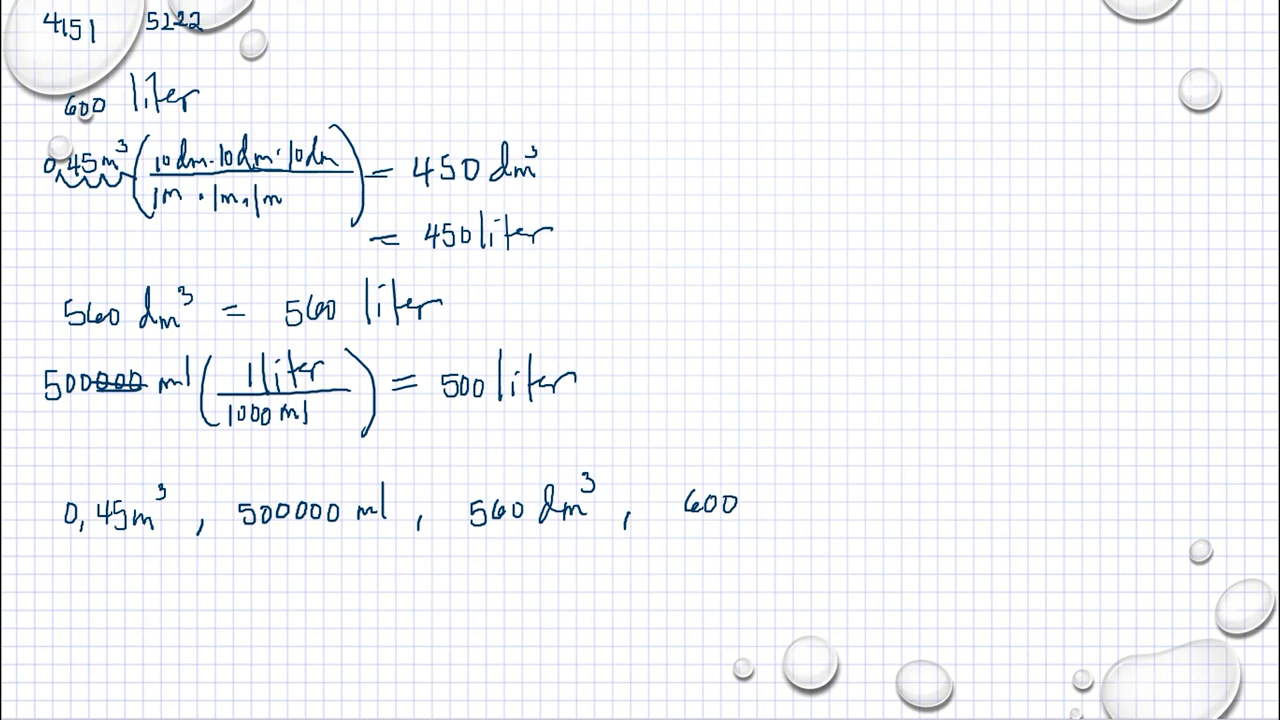 4151 5122
600 liter
0,45m³ (10dm·10dm·10dm / 1m·1m·1m) = 450 dm³
= 450 liter
560 dm³ = 560 liter
500000 ml (1 liter / 1000 ml) = 500 liter
0,45m³, 500000 ml, 560 dm³, 600